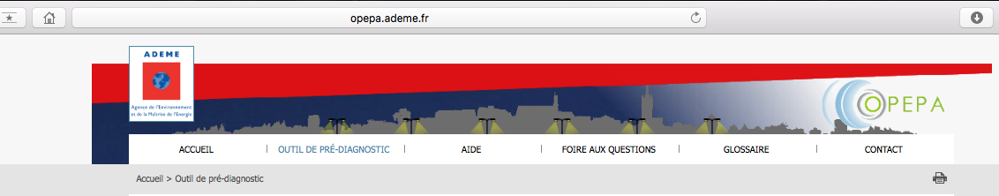 opepa.ademe.fr
ADEME
Agence de l'Environnement
et de la Maîtrise de l'Energie
OPEPA
ACCUEIL | OUTIL DE PRÉ-DIAGNOSTIC | AIDE | FOIRE AUX QUESTIONS | GLOSSAIRE | CONTACT
Accueil > Outil de pré-diagnostic